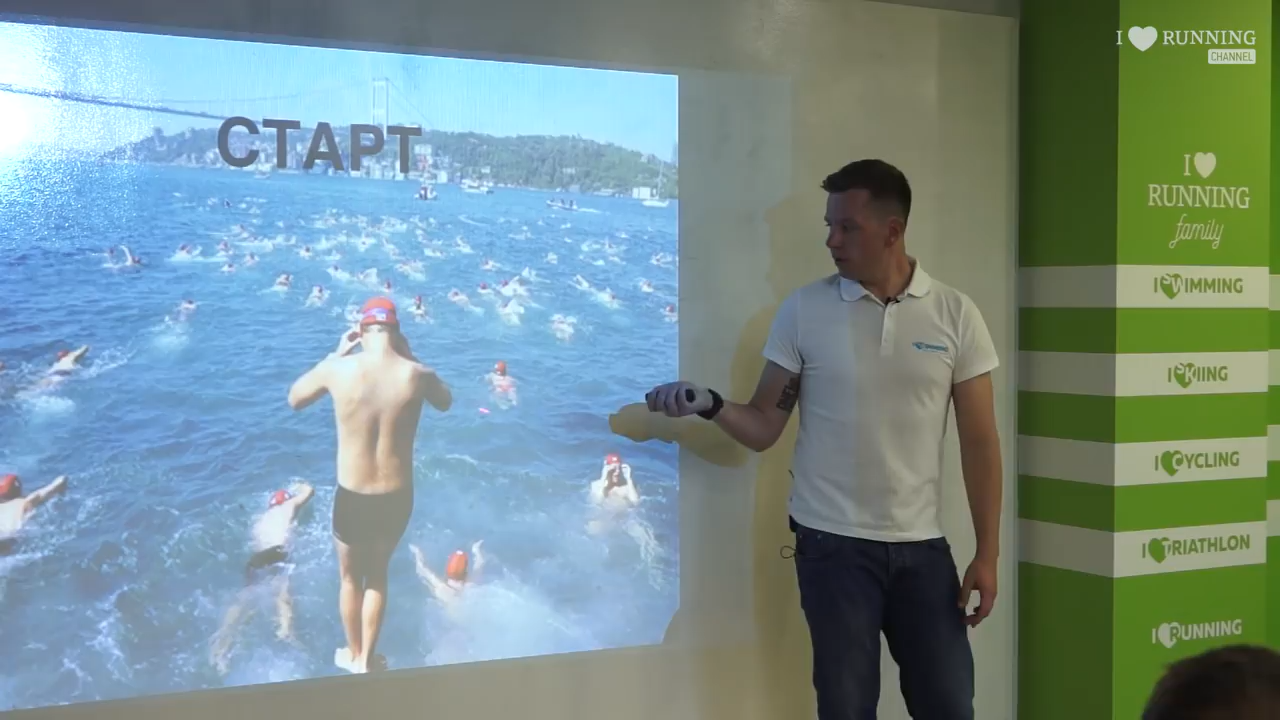 СТАРТ
I RUNNING
CHANNEL
I
RUNNING
family
I SWIMMING
I SKIING
I CYCLING
I TRIATHLON
I RUNNING